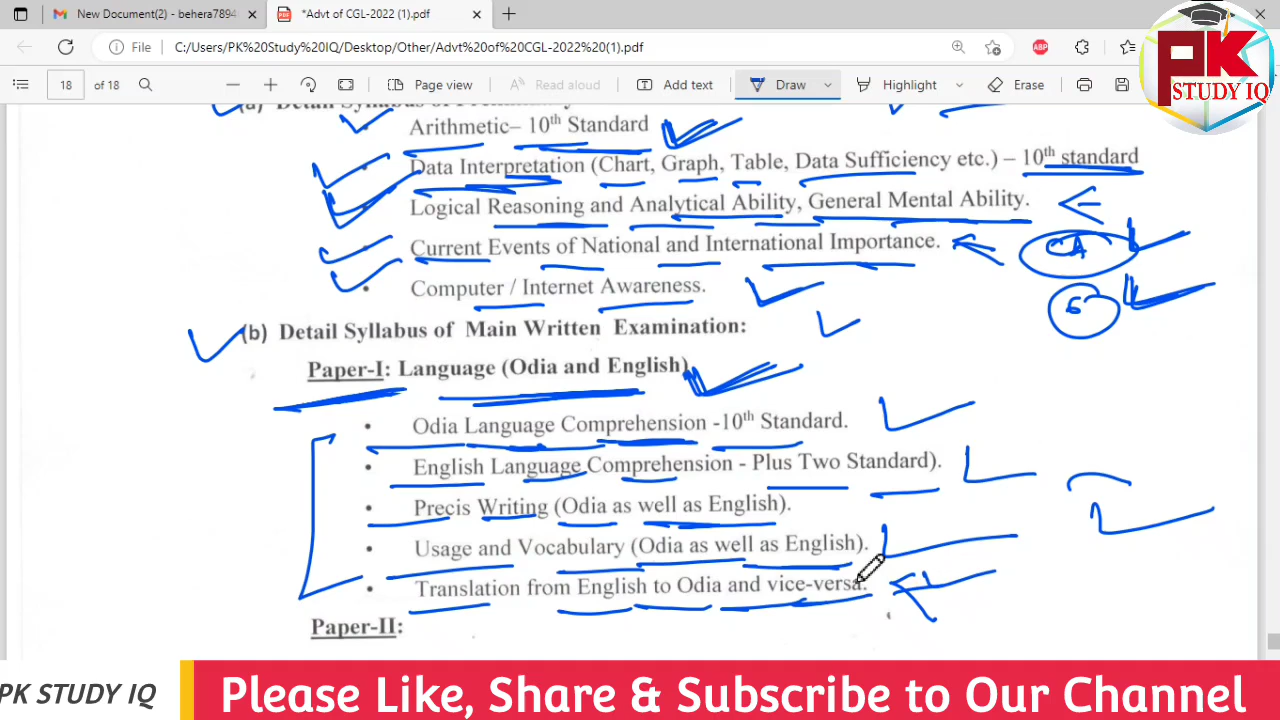 New Document(2) - behera7894
*Advt of CGL-2022 (1).pdf
File
C:/Users/PK%20Study%20IQ/Desktop/Other/Advt%20of%20CGL-2022%20(1).pdf
ABP
PK
STUDY IQ
18 of 18
Page view
Read aloud
Add text
Draw
Highlight
Erase
(a) Detail Syllabus of Preliminary
• Arithmetic– 10th Standard
Data Interpretation (Chart, Graph, Table, Data Sufficiency etc.) – 10th standard
Logical Reasoning and Analytical Ability, General Mental Ability.
Current Events of National and International Importance.
• Computer / Internet Awareness.
(b) Detail Syllabus of Main Written Examination:
Paper-I: Language (Odia and English)
• Odia Language Comprehension -10th Standard.
• English Language Comprehension - Plus Two Standard).
• Precis Writing (Odia as well as English).
• Usage and Vocabulary (Odia as well as English).
• Translation from English to Odia and vice-versa.
Paper-II:
PK STUDY IQ
Please Like, Share & Subscribe to Our Channel